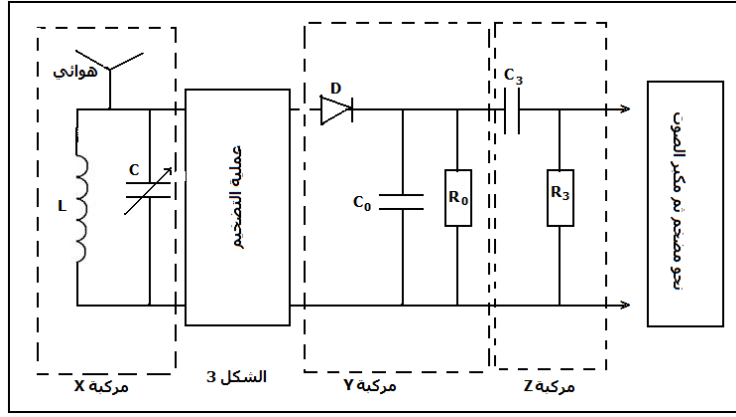 هوائي
L
C
عملية التضخيم
D
C₀
R₀
C₃
R₃
نحو مضخم ثم مكبر الصوت
مركبة X
الشكل 3
مركبة Y
مركبة Z